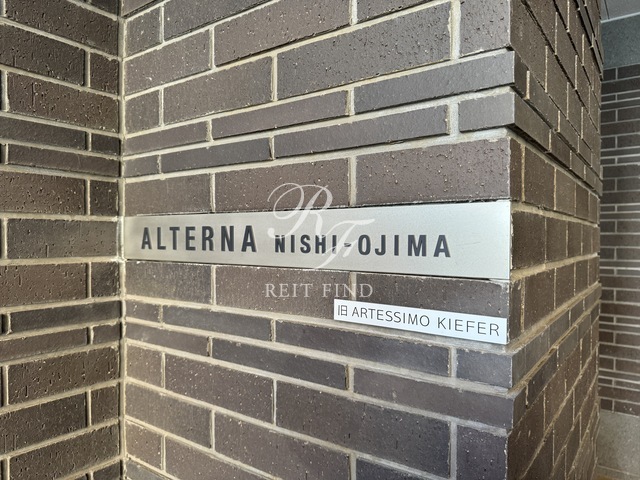 ALTERNA NISHI-OJIMA
RF
REIT FIND
旧 ARTESSIMO KIEFER